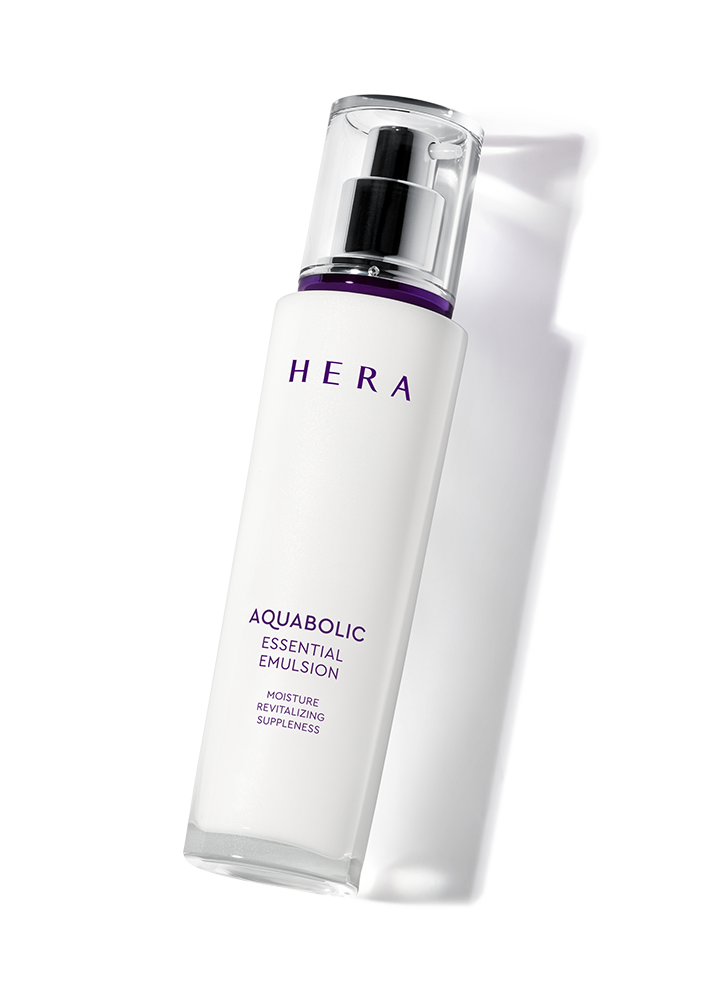 HERA
AQUABOLIC
ESSENTIAL
EMULSION
MOISTURE
REVITALIZING
SUPPLENESS